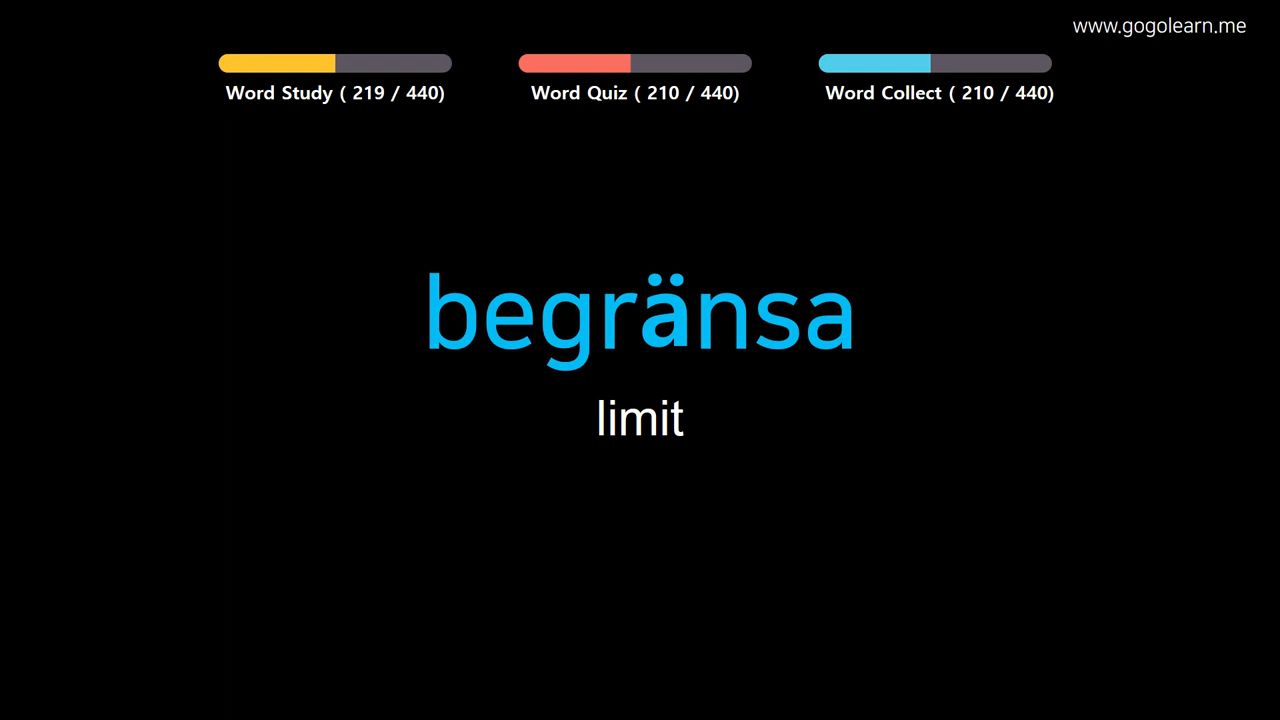 www.gogolearn.me
Word Study ( 219 / 440)
Word Quiz ( 210 / 440)
Word Collect ( 210 / 440)
begränsa
limit